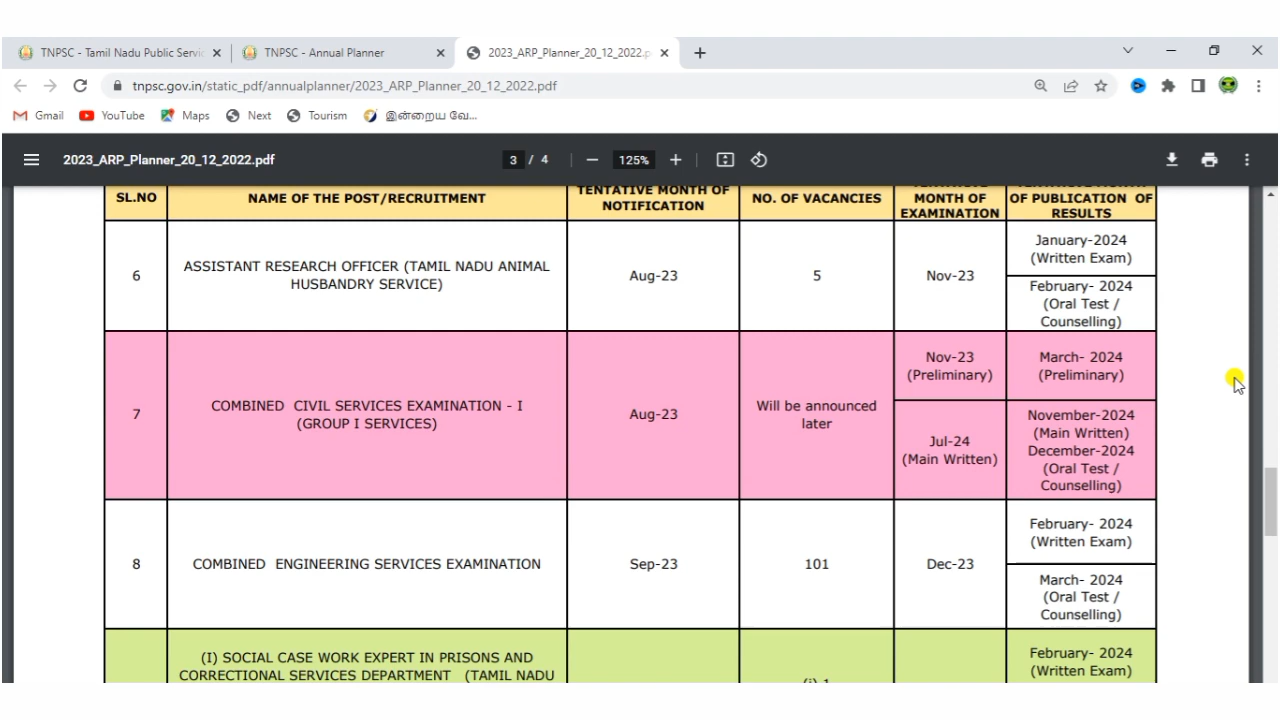 TNPSC - Tamil Nadu Public Servic
TNPSC - Annual Planner
2023_ARP_Planner_20_12_2022.p
tnpsc.gov.in/static_pdf/annualplanner/2023_ARP_Planner_20_12_2022.pdf
Gmail
YouTube
Maps
Next
Tourism
இன்றைய வே...
2023_ARP_Planner_20_12_2022.pdf
3 / 4
125%
SL.NO
NAME OF THE POST/RECRUITMENT
TENTATIVE MONTH OF
NOTIFICATION
NO. OF VACANCIES
MONTH OF
EXAMINATION
OF PUBLICATION OF
RESULTS
6
ASSISTANT RESEARCH OFFICER (TAMIL NADU ANIMAL
HUSBANDRY SERVICE)
Aug-23
5
Nov-23
January-2024
(Written Exam)
February- 2024
(Oral Test /
Counselling)
7
COMBINED CIVIL SERVICES EXAMINATION - I
(GROUP I SERVICES)
Aug-23
Will be announced
later
Nov-23
(Preliminary)
March- 2024
(Preliminary)
Jul-24
(Main Written)
November-2024
(Main Written)
December-2024
(Oral Test /
Counselling)
8
COMBINED ENGINEERING SERVICES EXAMINATION
Sep-23
101
Dec-23
February- 2024
(Written Exam)
March- 2024
(Oral Test /
Counselling)
(I) SOCIAL CASE WORK EXPERT IN PRISONS AND
CORRECTIONAL SERVICES DEPARTMENT (TAMIL NADU
February- 2024
(Written Exam)